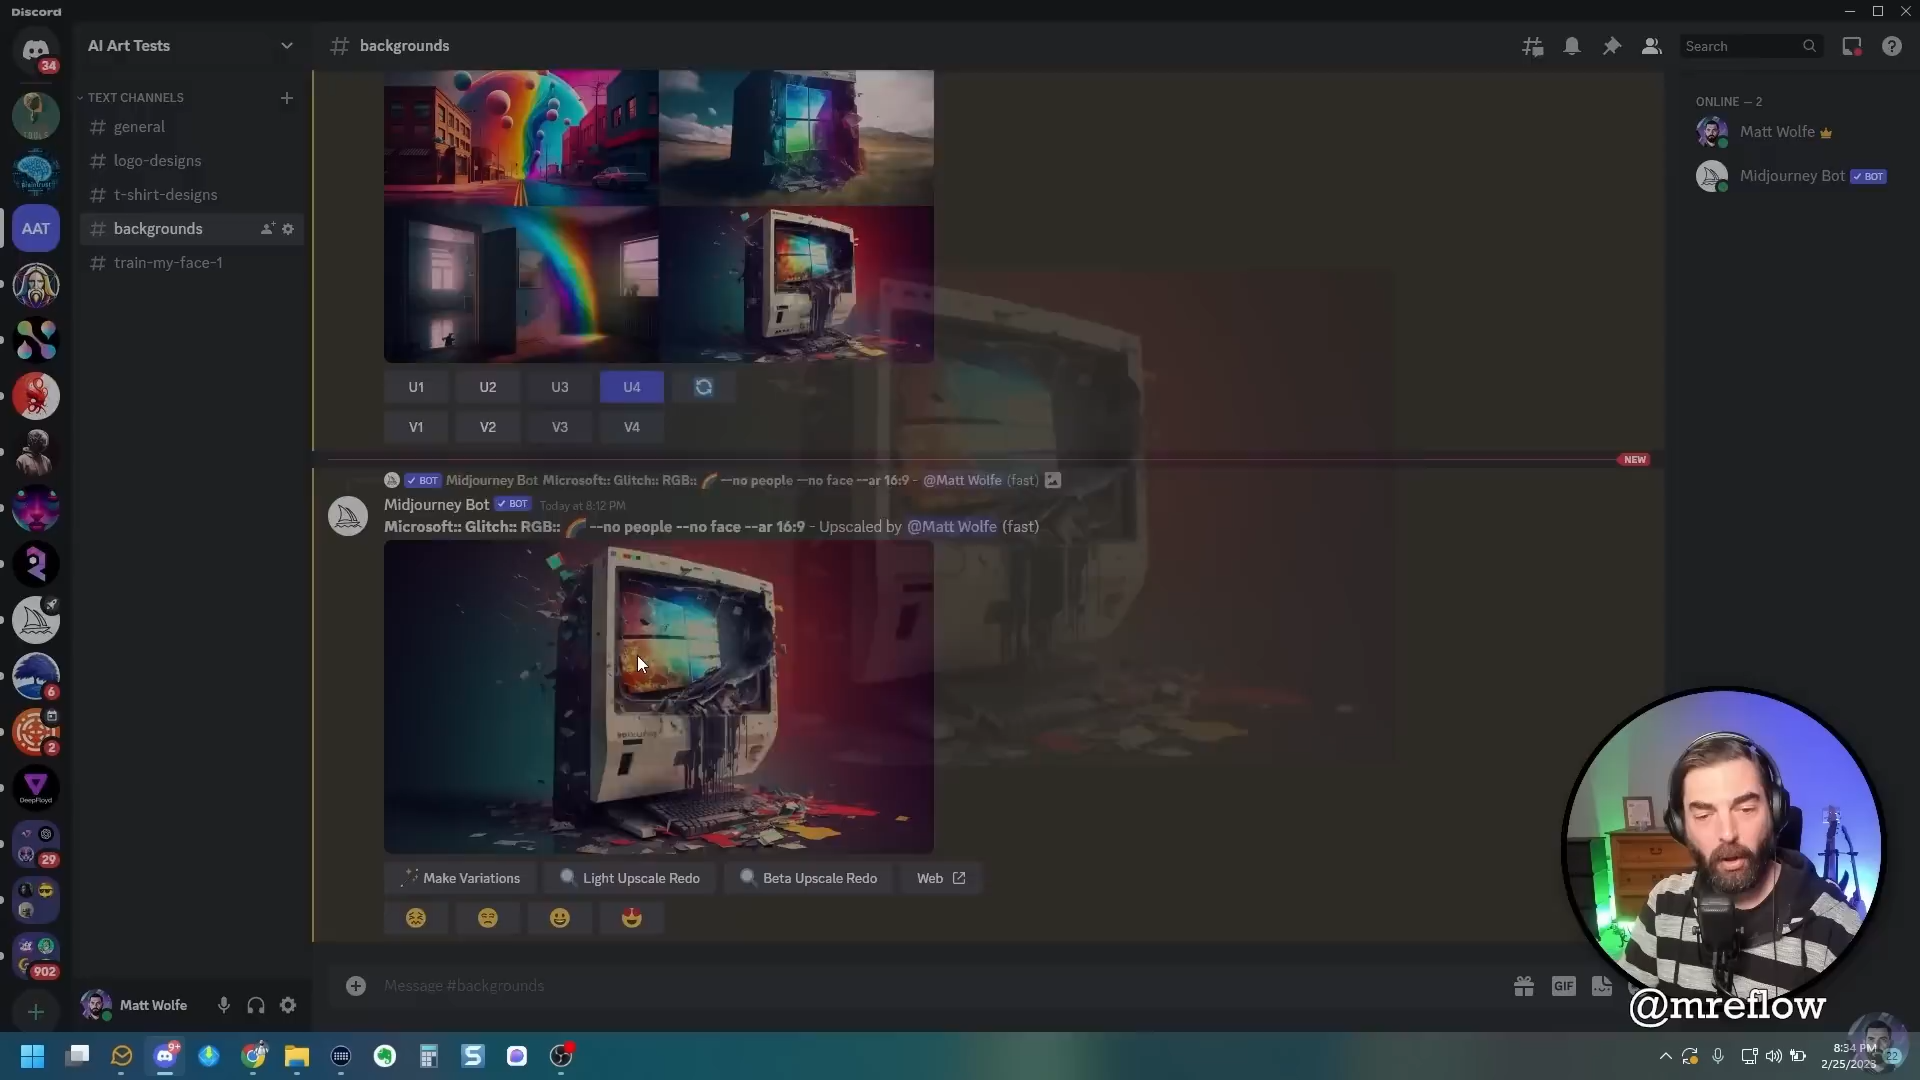 Discord
AI Art Tests
backgrounds
Search
34
TEXT CHANNELS
general
logo-designs
t-shirt-designs
backgrounds
train-my-face-1
AAT
6
2
DeepFloyd
29
902
ONLINE — 2
Matt Wolfe
Midjourney Bot ✓ BOT
U1 U2 U3 U4
V1 V2 V3 V4
NEW
✓ BOT Midjourney Bot Microsoft:: Glitch:: RGB:: 🌈 --no people --no face --ar 16:9 - @Matt Wolfe (fast)
Midjourney Bot ✓ BOT Today at 8:12 PM
Microsoft:: Glitch:: RGB:: 🌈 --no people --no face --ar 16:9 - Upscaled by @Matt Wolfe (fast)
Make Variations Light Upscale Redo Beta Upscale Redo Web
Message #backgrounds
GIF
Matt Wolfe
@mreflow
9+
S
8:34 PM
2/25/2023
22